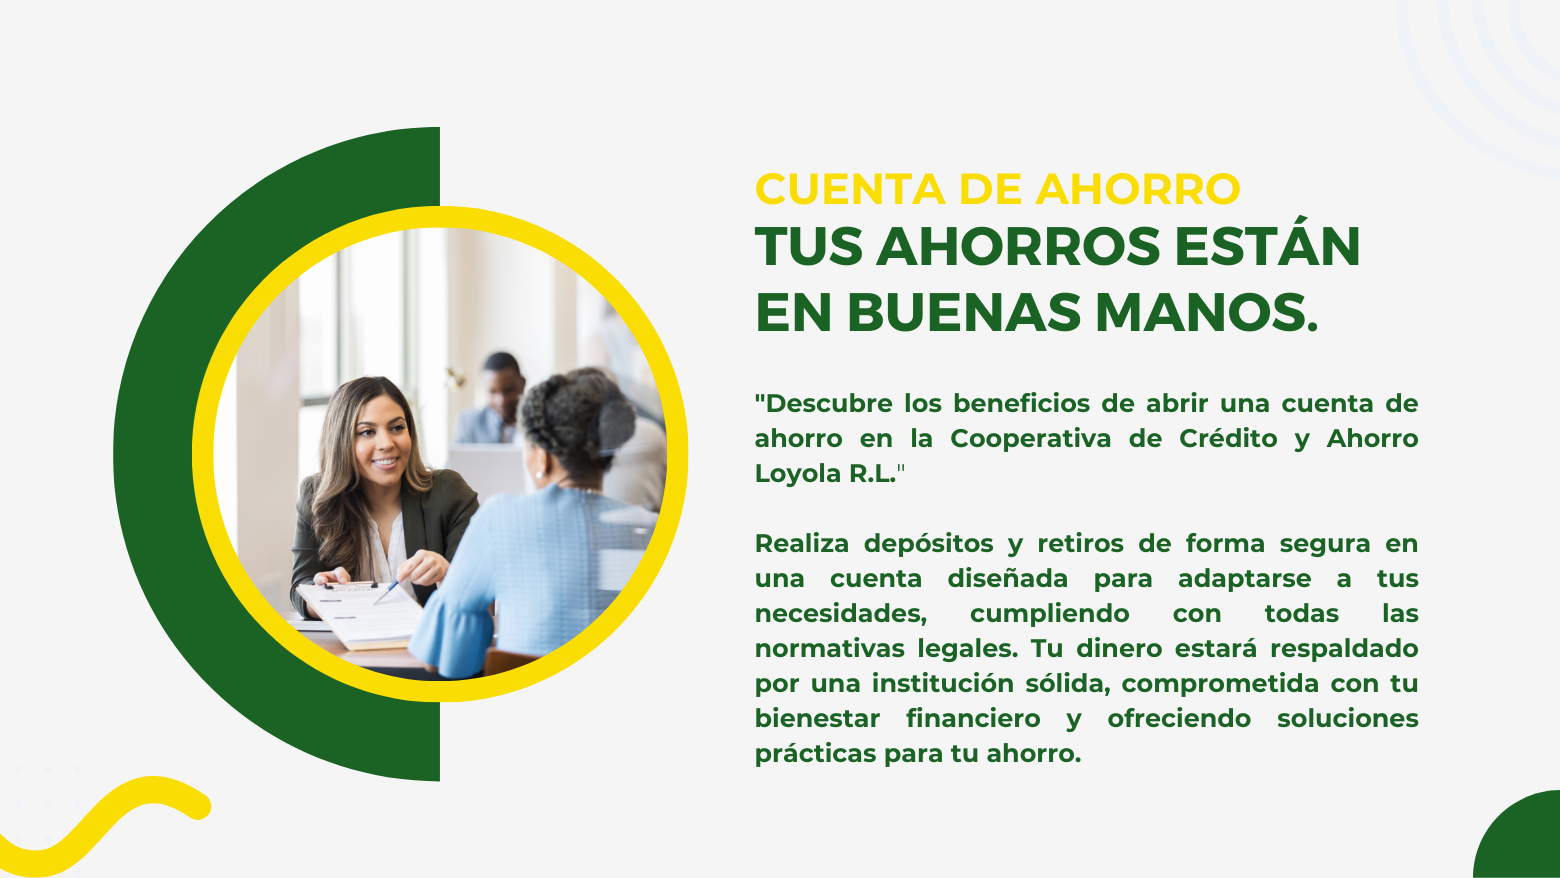 CUENTA DE AHORRO
TUS AHORROS ESTÁN
EN BUENAS MANOS.
"Descubre los beneficios de abrir una cuenta de
ahorro en la Cooperativa de Crédito y Ahorro
Loyola R.L."
Realiza depósitos y retiros de forma segura en
una cuenta diseñada para adaptarse a tus
necesidades, cumpliendo con todas las
normativas legales. Tu dinero estará respaldado
por una institución sólida, comprometida con tu
bienestar financiero y ofreciendo soluciones
prácticas para tu ahorro.